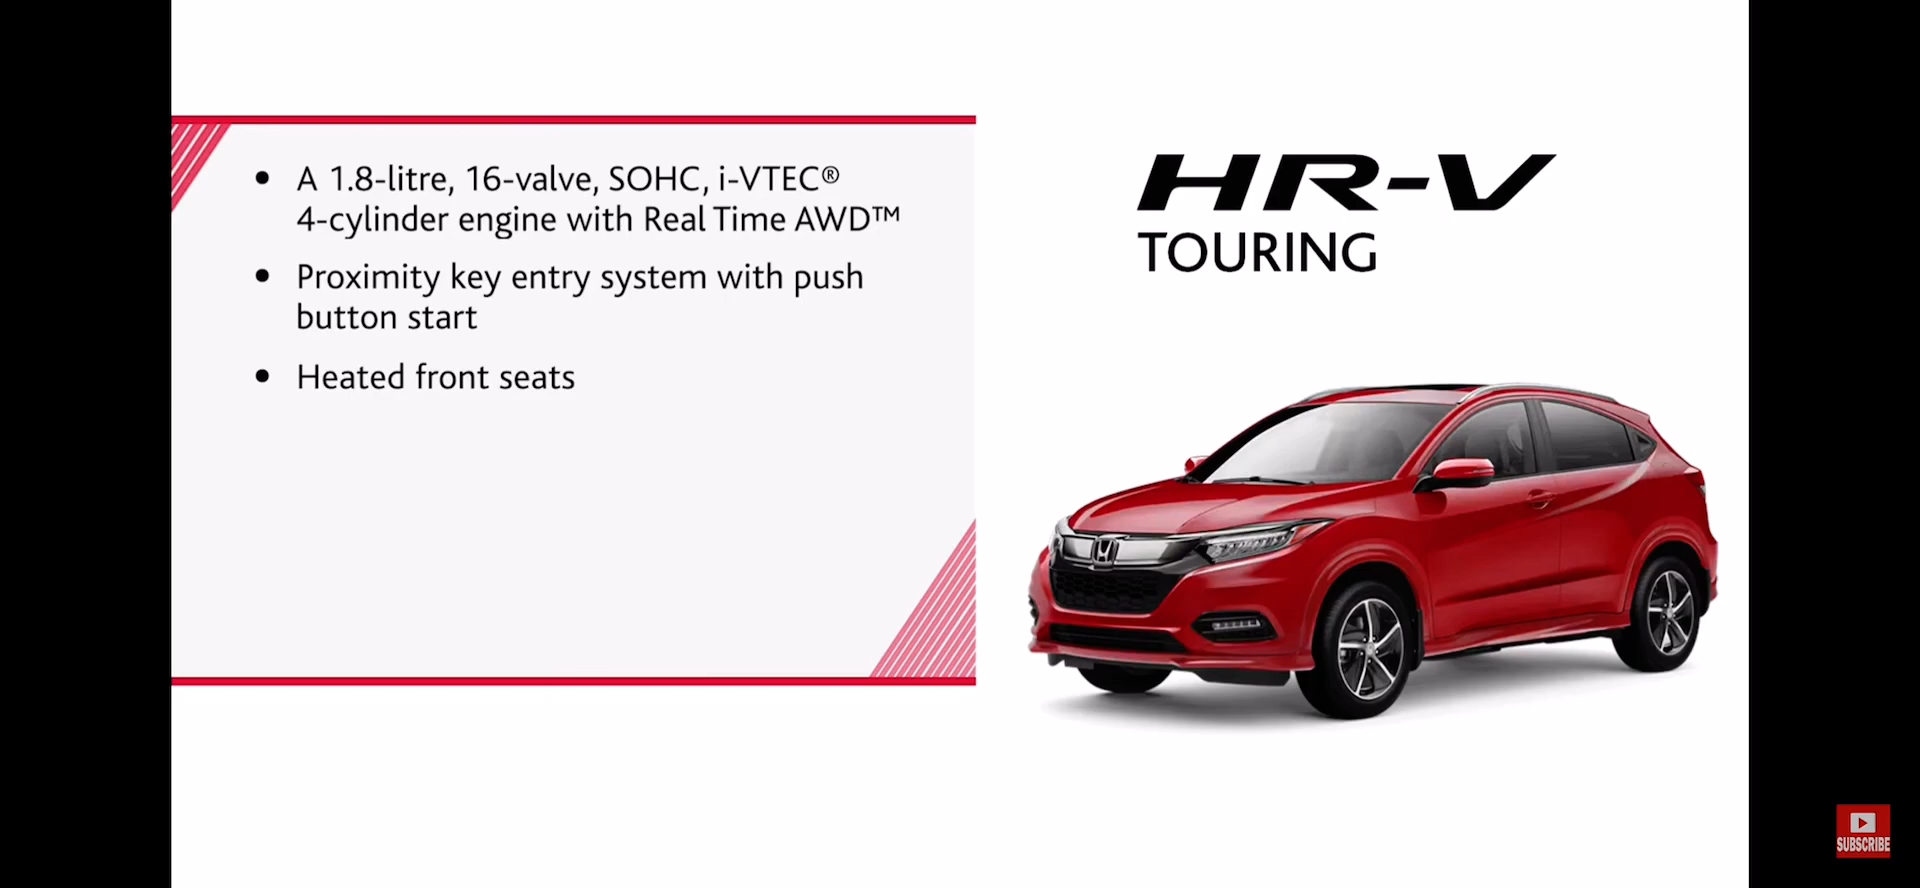 • A 1.8-litre, 16-valve, SOHC, i-VTEC®
4-cylinder engine with Real Time AWD™
• Proximity key entry system with push
button start
• Heated front seats
HR-V
TOURING
SUBSCRIBE